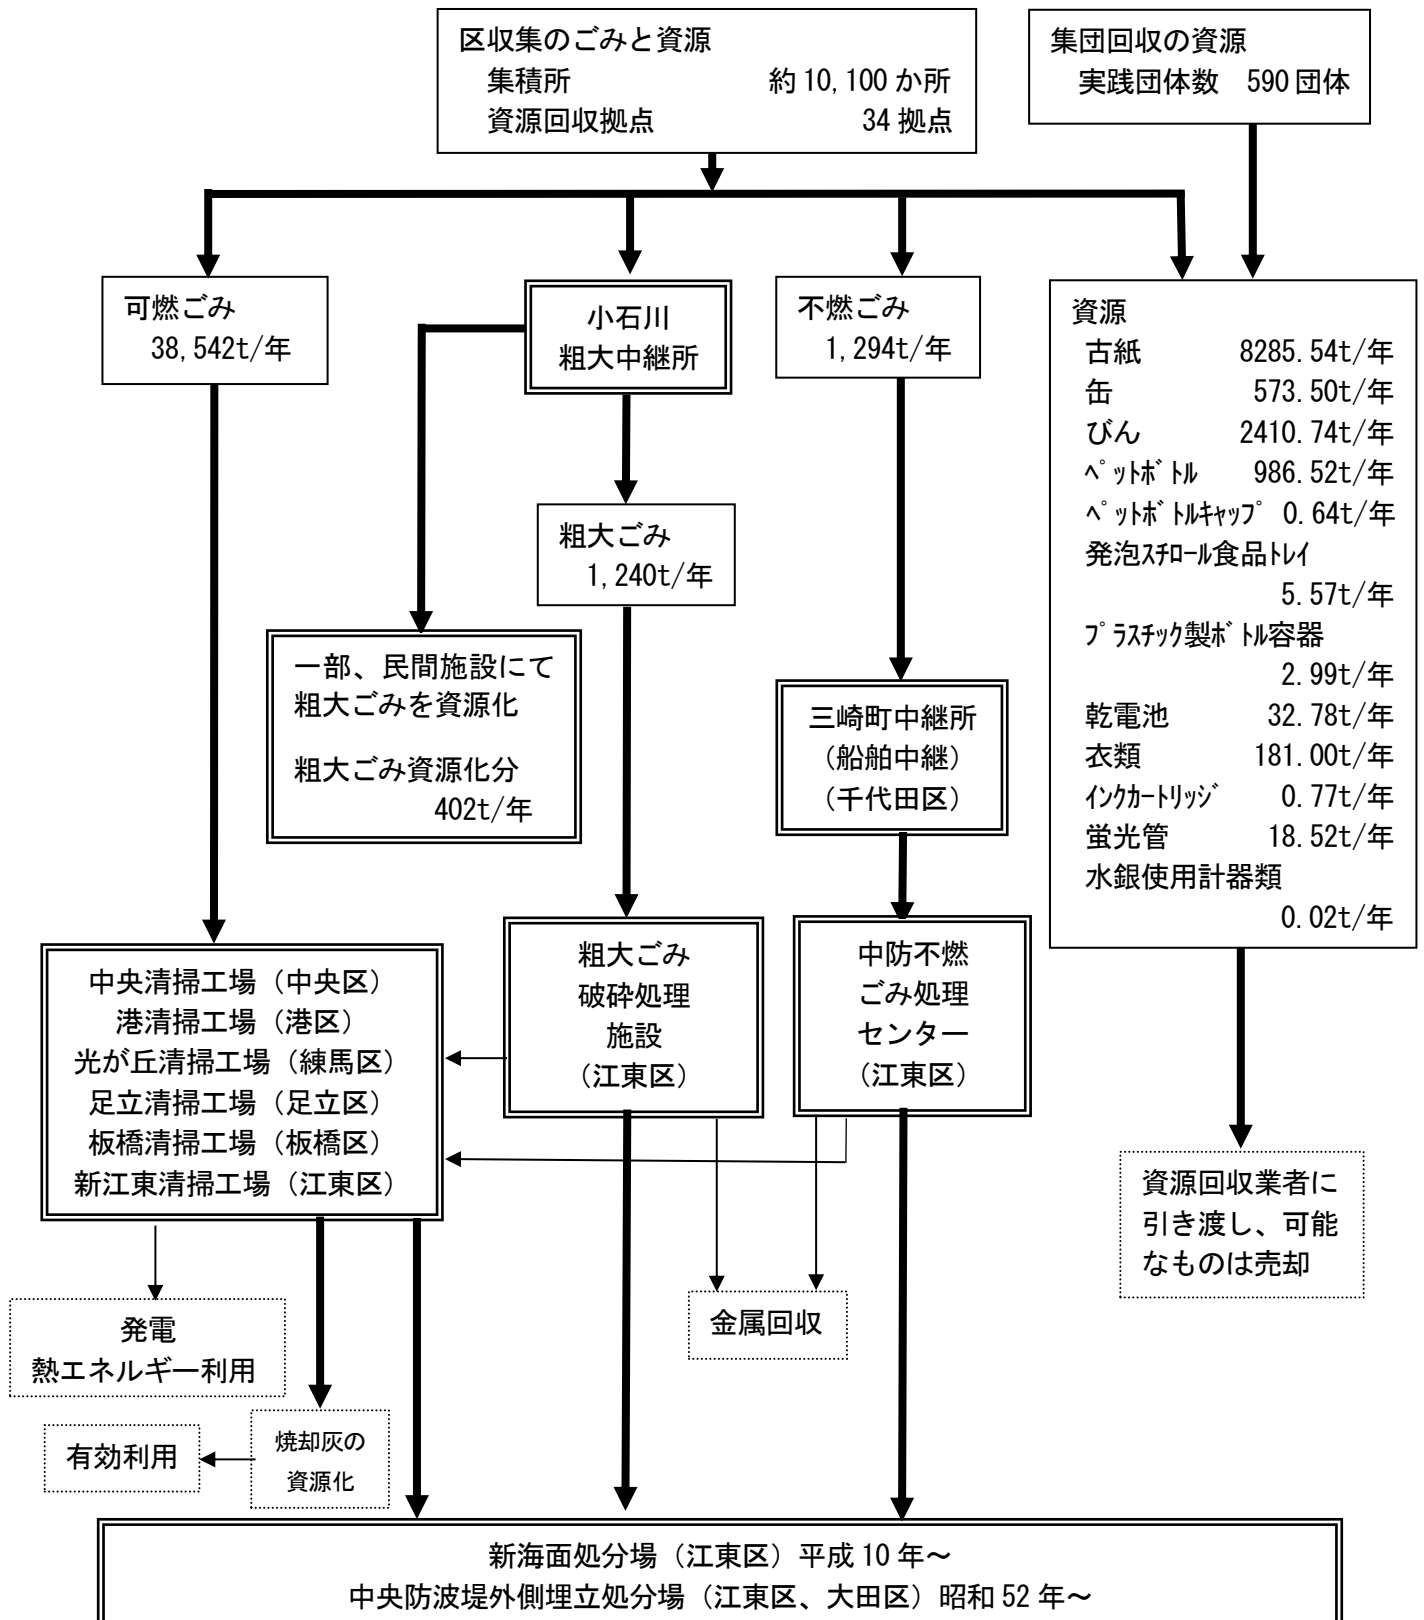 区収集のごみと資源
集積所 約10,100か所
資源回収拠点 34拠点
集団回収の資源
実践団体数 590団体
可燃ごみ
38,542t/年
小石川
粗大中継所
不燃ごみ
1,294t/年
資源
古紙 8285.54t/年
缶 573.50t/年
びん 2410.74t/年
ﾍﾟｯﾄﾎﾞﾄﾙ 986.52t/年
ﾍﾟｯﾄﾎﾞﾄﾙｷｬｯﾌﾟ 0.64t/年
発泡ｽﾁﾛｰﾙ食品ﾄﾚｲ
5.57t/年
ﾌﾟﾗｽﾁｯｸ製ﾎﾞﾄﾙ容器
2.99t/年
乾電池 32.78t/年
衣類 181.00t/年
ｲﾝｸｶｰﾄﾘｯｼﾞ 0.77t/年
蛍光管 18.52t/年
水銀使用計器類
0.02t/年
粗大ごみ
1,240t/年
一部、民間施設にて
粗大ごみを資源化
粗大ごみ資源化分
402t/年
三崎町中継所
（船舶中継）
（千代田区）
中央清掃工場（中央区）
港清掃工場（港区）
光が丘清掃工場（練馬区）
足立清掃工場（足立区）
板橋清掃工場（板橋区）
新江東清掃工場（江東区）
粗大ごみ
破砕処理
施設
（江東区）
中防不燃
ごみ処理
センター
（江東区）
資源回収業者に
引き渡し、可能
なものは売却
発電
熱エネルギー利用
金属回収
有効利用
焼却灰の
資源化
新海面処分場（江東区）平成10年～
中央防波堤外側埋立処分場（江東区、大田区）昭和52年～